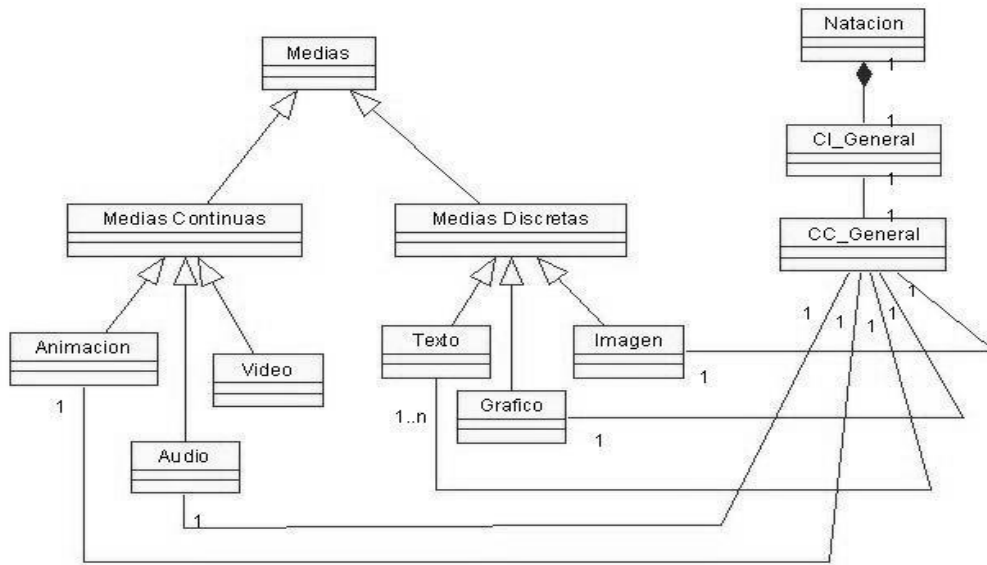 Natacion
Medias
1
1
CI_General
1
Medias Continuas
Medias Discretas
1
CC_General
1
1
1
1
1
Animacion
Texto
Imagen
Video
1
1
1..n
Grafico
1
Audio
1